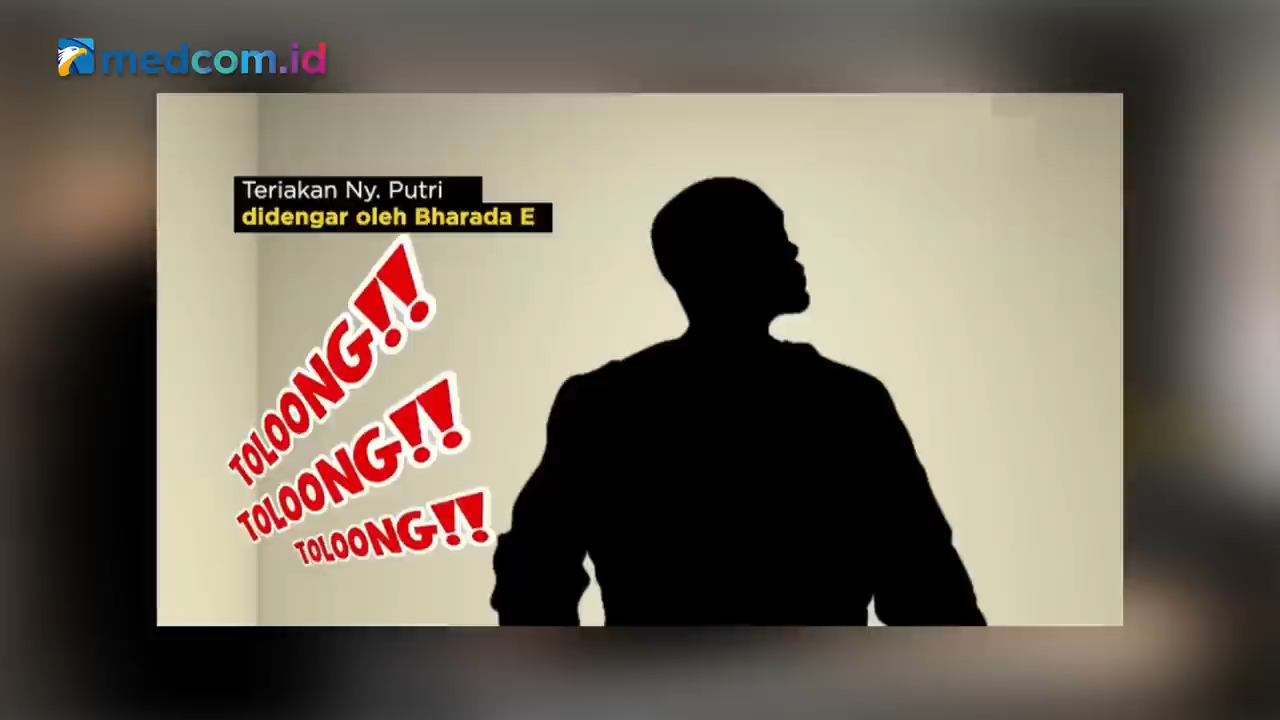 medcom.id
Teriakan Ny. Putri
didengar oleh Bharada E
TOLOONG!!
TOLOONG!!
TOLOONG!!